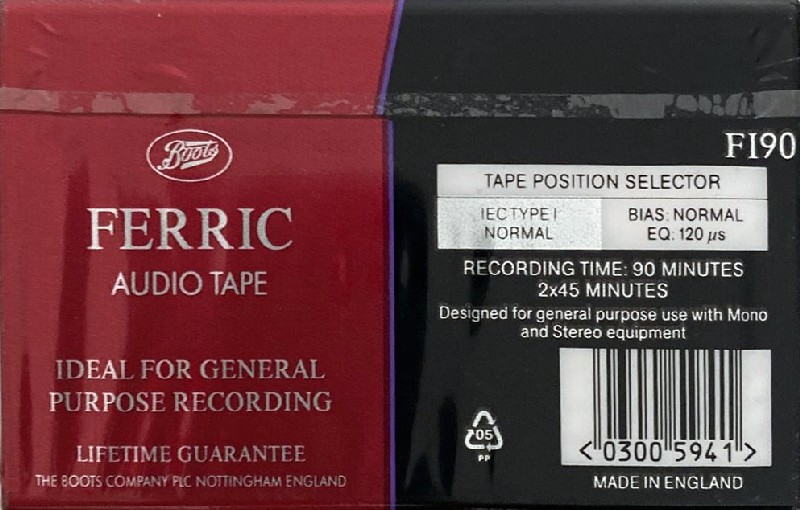 Boots
FERRIC
AUDIO TAPE
IDEAL FOR GENERAL
PURPOSE RECORDING
LIFETIME GUARANTEE
THE BOOTS COMPANY PLC NOTTINGHAM ENGLAND
FI90
TAPE POSITION SELECTOR
IEC TYPE I
NORMAL
BIAS: NORMAL
EQ: 120 µs
RECORDING TIME: 90 MINUTES
2x45 MINUTES
Designed for general purpose use with Mono
and Stereo equipment
05
PP
<"0300 5941">
MADE IN ENGLAND